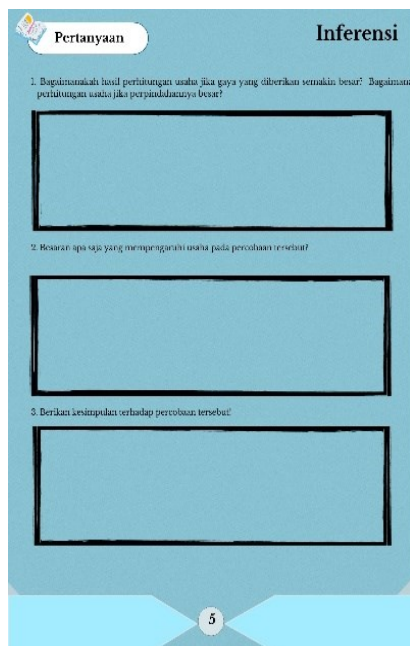 Pertanyaan
Inferensi
1. Bagaimanakah hasil perhitungan usaha jika gaya yang diberikan semakin besar? Bagaimana
perhitungan usaha jika perpindahannya besar?
2. Besaran apa saja yang mempengaruhi usaha pada percobaan tersebut?
3. Berikan kesimpulan terhadap percobaan tersebut!
5